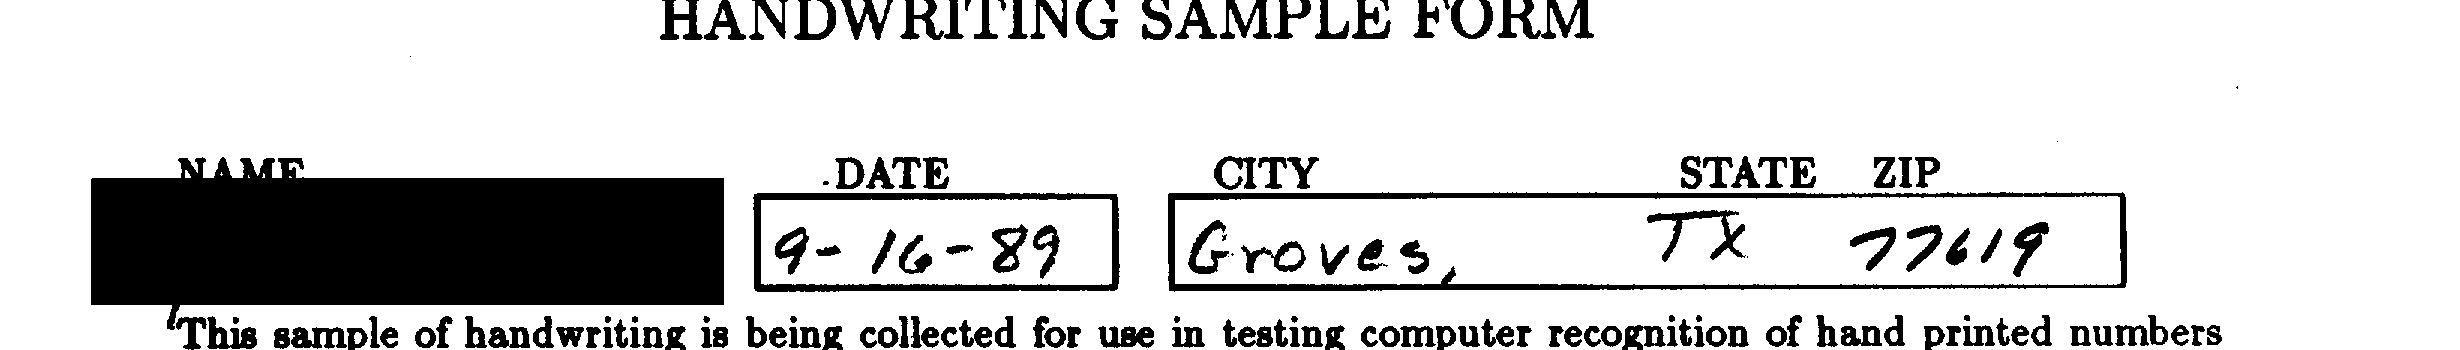 HANDWRITING SAMPLE FORM
NAME DATE CITY STATE ZIP
9-16-89 Groves, TX 77619
This sample of handwriting is being collected for use in testing computer recognition of hand printed numbers